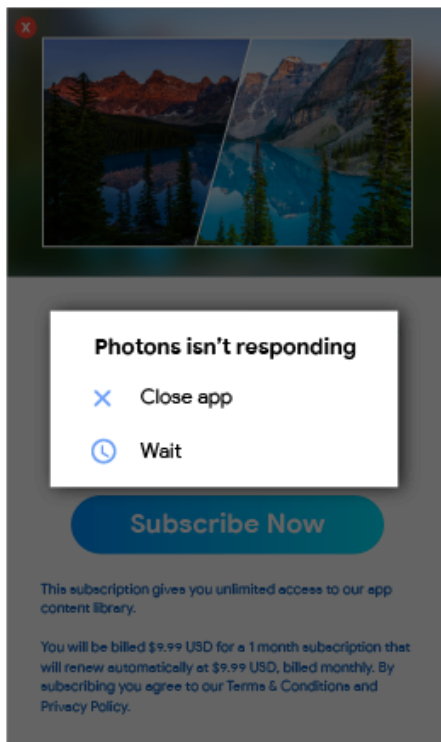 X
Photons isn't responding
Close app
Wait
Subscribe Now
This subscription gives you unlimited access to our app
content library.
You will be billed $9.99 USD for a 1 month subscription that
will renew automatically at $9.99 USD, billed monthly. By
subscribing you agree to our Terms & Conditions and
Privacy Policy.